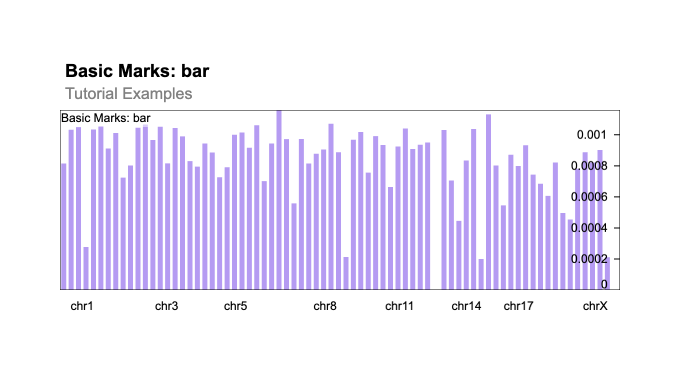 Basic Marks: bar
Tutorial Examples
Basic Marks: bar
0.001
0.0008
0.0006
0.0004
0.0002
0
chr1 chr3 chr5 chr8 chr11 chr14 chr17 chrX